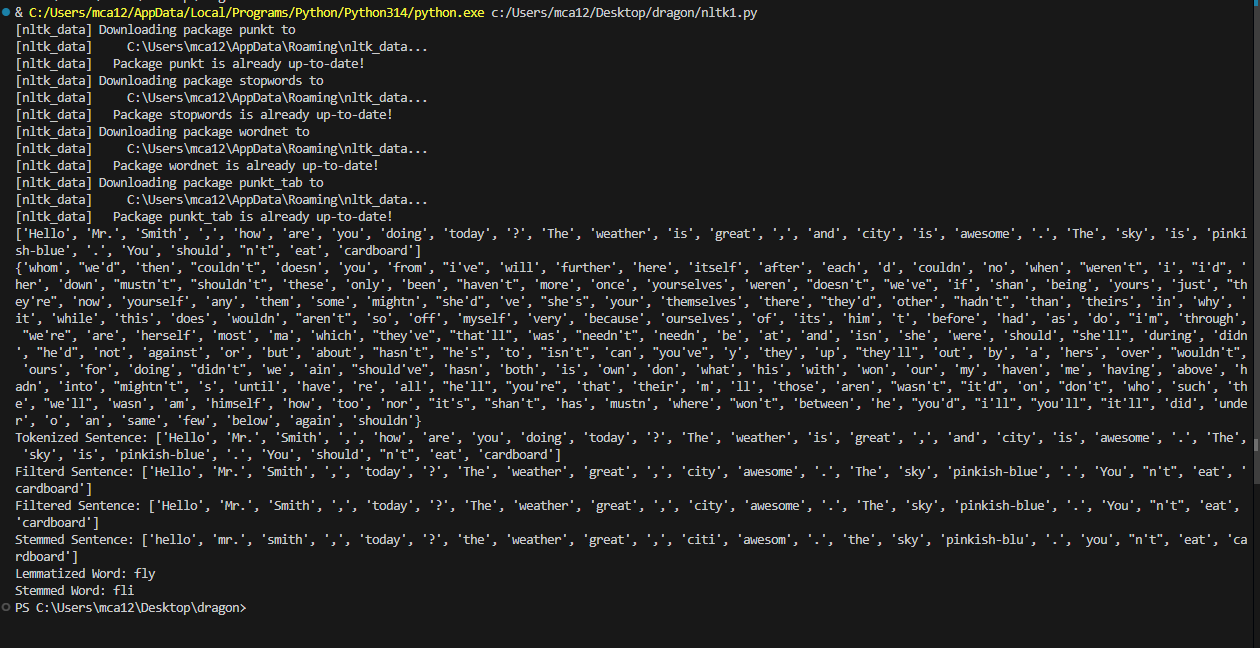 & C:/Users/mca12/AppData/Local/Programs/Python/Python314/python.exe c:/Users/mca12/Desktop/dragon/nltk1.py
[nltk_data] Downloading package punkt to
[nltk_data]     C:\Users\mca12\AppData\Roaming\nltk_data...
[nltk_data]   Package punkt is already up-to-date!
[nltk_data] Downloading package stopwords to
[nltk_data]     C:\Users\mca12\AppData\Roaming\nltk_data...
[nltk_data]   Package stopwords is already up-to-date!
[nltk_data] Downloading package wordnet to
[nltk_data]     C:\Users\mca12\AppData\Roaming\nltk_data...
[nltk_data]   Package wordnet is already up-to-date!
[nltk_data] Downloading package punkt_tab to
[nltk_data]     C:\Users\mca12\AppData\Roaming\nltk_data...
[nltk_data]   Package punkt_tab is already up-to-date!
['Hello', 'Mr.', 'Smith', ',', 'how', 'are', 'you', 'doing', 'today', '?', 'The', 'weather', 'is', 'great', ',', 'and', 'city', 'is', 'awesome', '.', 'The', 'sky', 'is', 'pinki
sh-blue', '.', 'You', 'should', "n't", 'eat', 'cardboard']
{'whom', "we'd", 'then', "couldn't", 'doesn', 'you', 'from', "i've", 'will', 'further', 'here', 'itself', 'after', 'each', 'd', 'couldn', 'no', 'when', "weren't", 'i', "i'd", '
her', 'down', "mustn't", "shouldn't", 'these', 'only', 'been', "haven't", 'more', 'once', 'yourselves', 'weren', "doesn't", "we've", 'if', 'shan', 'being', 'yours', 'just', "th
ey're", 'now', 'yourself', 'any', 'them', 'some', 'mightn', "she'd", 've', "she's", 'your', 'themselves', 'there', "they'd", 'other', "hadn't", 'than', 'theirs', 'in', 'why', '
it', 'while', 'this', 'does', 'wouldn', "aren't", 'so', 'off', 'myself', 'very', 'because', 'ourselves', 'of', 'its', 'him', 't', 'before', 'had', 'as', 'do', "i'm", 'through',
 "we're", 'are', 'herself', 'most', 'ma', 'which', "they've", "that'll", 'was', "needn't", 'needn', 'be', 'at', 'and', 'isn', 'she', 'were', 'should', "she'll", 'during', 'didn
', "he'd", 'not', 'against', 'or', 'but', 'about', "hasn't", "he's", 'to', "isn't", 'can', "you've", 'y', 'they', 'up', "they'll", 'out', 'by', 'a', 'hers', 'over', "wouldn't",
 'ours', 'for', 'doing', "didn't", 'we', 'ain', "should've", 'hasn', 'both', 'is', 'own', 'don', 'what', 'his', 'with', 'won', 'our', 'my', 'haven', 'me', 'having', 'above', 'h
adn', 'into', "mightn't", 's', 'until', 'have', 're', 'all', "he'll", "you're", 'that', 'their', 'm', 'll', 'those', 'aren', "wasn't", "it'd", 'on', "don't", 'who', 'such', 'th
e', "we'll", 'wasn', 'am', 'himself', 'how', 'too', 'nor', "it's", "shan't", 'has', 'mustn', 'where', "won't", 'between', 'he', "you'd", "i'll", "you'll", "it'll", 'did', 'unde
r', 'o', 'an', 'same', 'few', 'below', 'again', 'shouldn'}
Tokenized Sentence: ['Hello', 'Mr.', 'Smith', ',', 'how', 'are', 'you', 'doing', 'today', '?', 'The', 'weather', 'is', 'great', ',', 'and', 'city', 'is', 'awesome', '.', 'The',
 'sky', 'is', 'pinkish-blue', '.', 'You', 'should', "n't", 'eat', 'cardboard']
Filterd Sentence: ['Hello', 'Mr.', 'Smith', ',', 'today', '?', 'The', 'weather', 'great', ',', 'city', 'awesome', '.', 'The', 'sky', 'pinkish-blue', '.', 'You', "n't", 'eat', '
cardboard']
Filtered Sentence: ['Hello', 'Mr.', 'Smith', ',', 'today', '?', 'The', 'weather', 'great', ',', 'city', 'awesome', '.', 'The', 'sky', 'pinkish-blue', '.', 'You', "n't", 'eat',
'cardboard']
Stemmed Sentence: ['hello', 'mr.', 'smith', ',', 'today', '?', 'the', 'weather', 'great', ',', 'citi', 'awesom', '.', 'the', 'sky', 'pinkish-blu', '.', 'you', "n't", 'eat', 'ca
rdboard']
Lemmatized Word: fly
Stemmed Word: fli
PS C:\Users\mca12\Desktop\dragon>